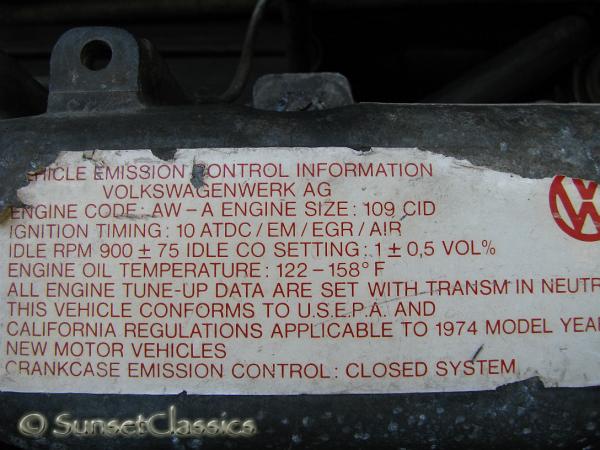 VEHICLE EMISSION CONTROL INFORMATION
VOLKSWAGENWERK AG
ENGINE CODE : AW – A ENGINE SIZE : 109 CID
IGNITION TIMING : 10 ATDC / EM / EGR / AIR
IDLE RPM 900 ± 75 IDLE CO SETTING : 1 ± 0,5 VOL%
ENGINE OIL TEMPERATURE : 122 – 158° F
ALL ENGINE TUNE-UP DATA ARE SET WITH TRANSM IN NEUTR
THIS VEHICLE CONFORMS TO U.S.E.P.A. AND
CALIFORNIA REGULATIONS APPLICABLE TO 1974 MODEL YEA
NEW MOTOR VEHICLES
CRANKCASE EMISSION CONTROL : CLOSED SYSTEM
© SunsetClassics